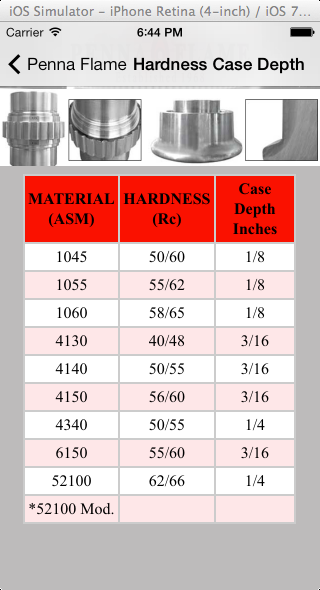 iOS Simulator – iPhone Retina (4-inch) / iOS 7...
Carrier 6:44 PM
Penna Flame Hardness Case Depth
MATERIAL (ASM) HARDNESS (Rc) Case Depth Inches
1045 50/60 1/8
1055 55/62 1/8
1060 58/65 1/8
4130 40/48 3/16
4140 50/55 3/16
4150 56/60 3/16
4340 50/55 1/4
6150 55/60 3/16
52100 62/66 1/4
*52100 Mod.